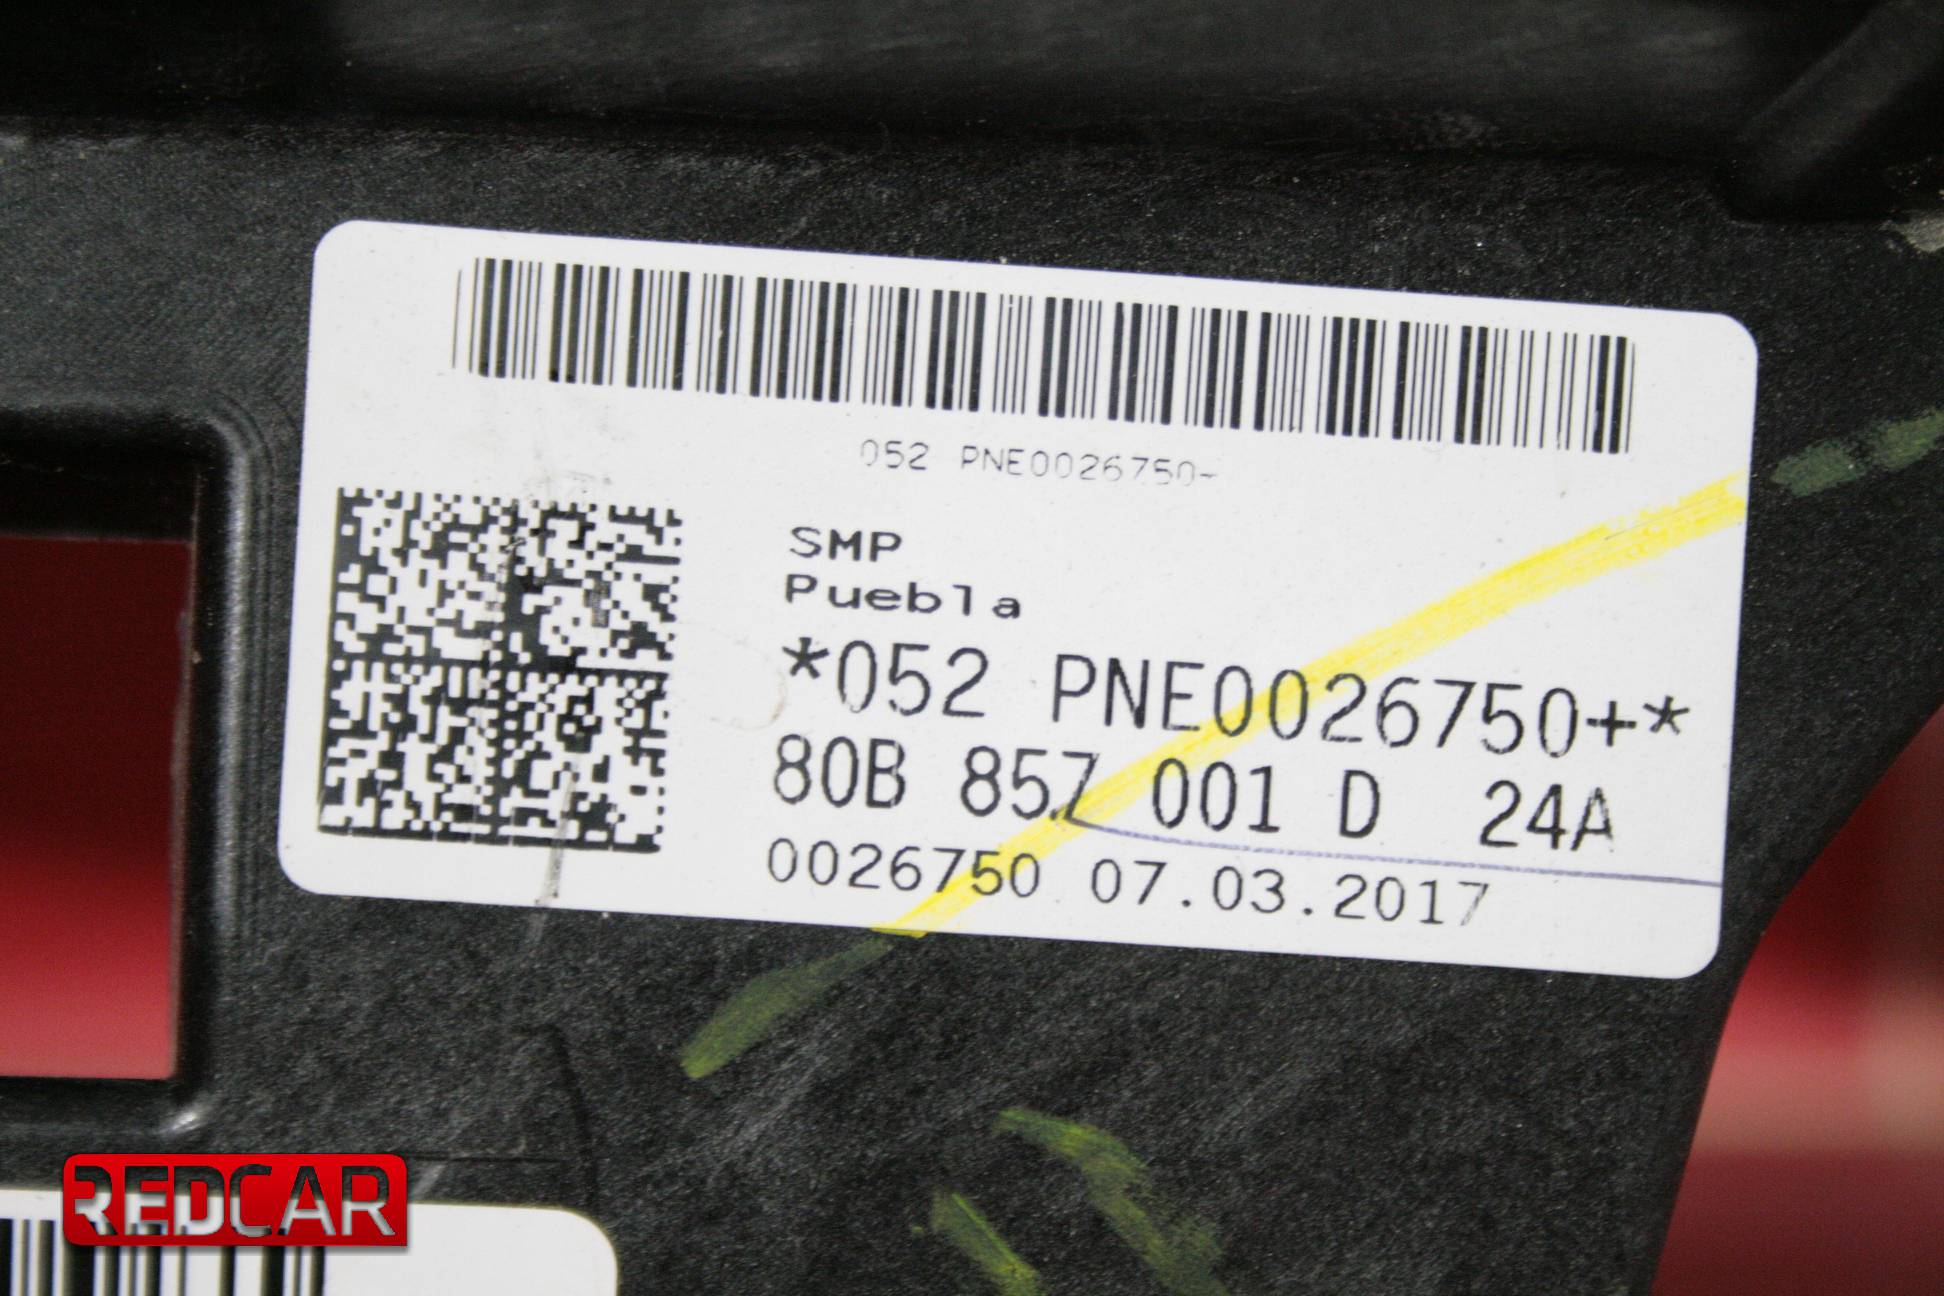 052 PNE0026750-
SMP
Puebla
*052 PNE0026750+*
80B 857 001 D 24A
0026750 07.03.2017
REDCAR